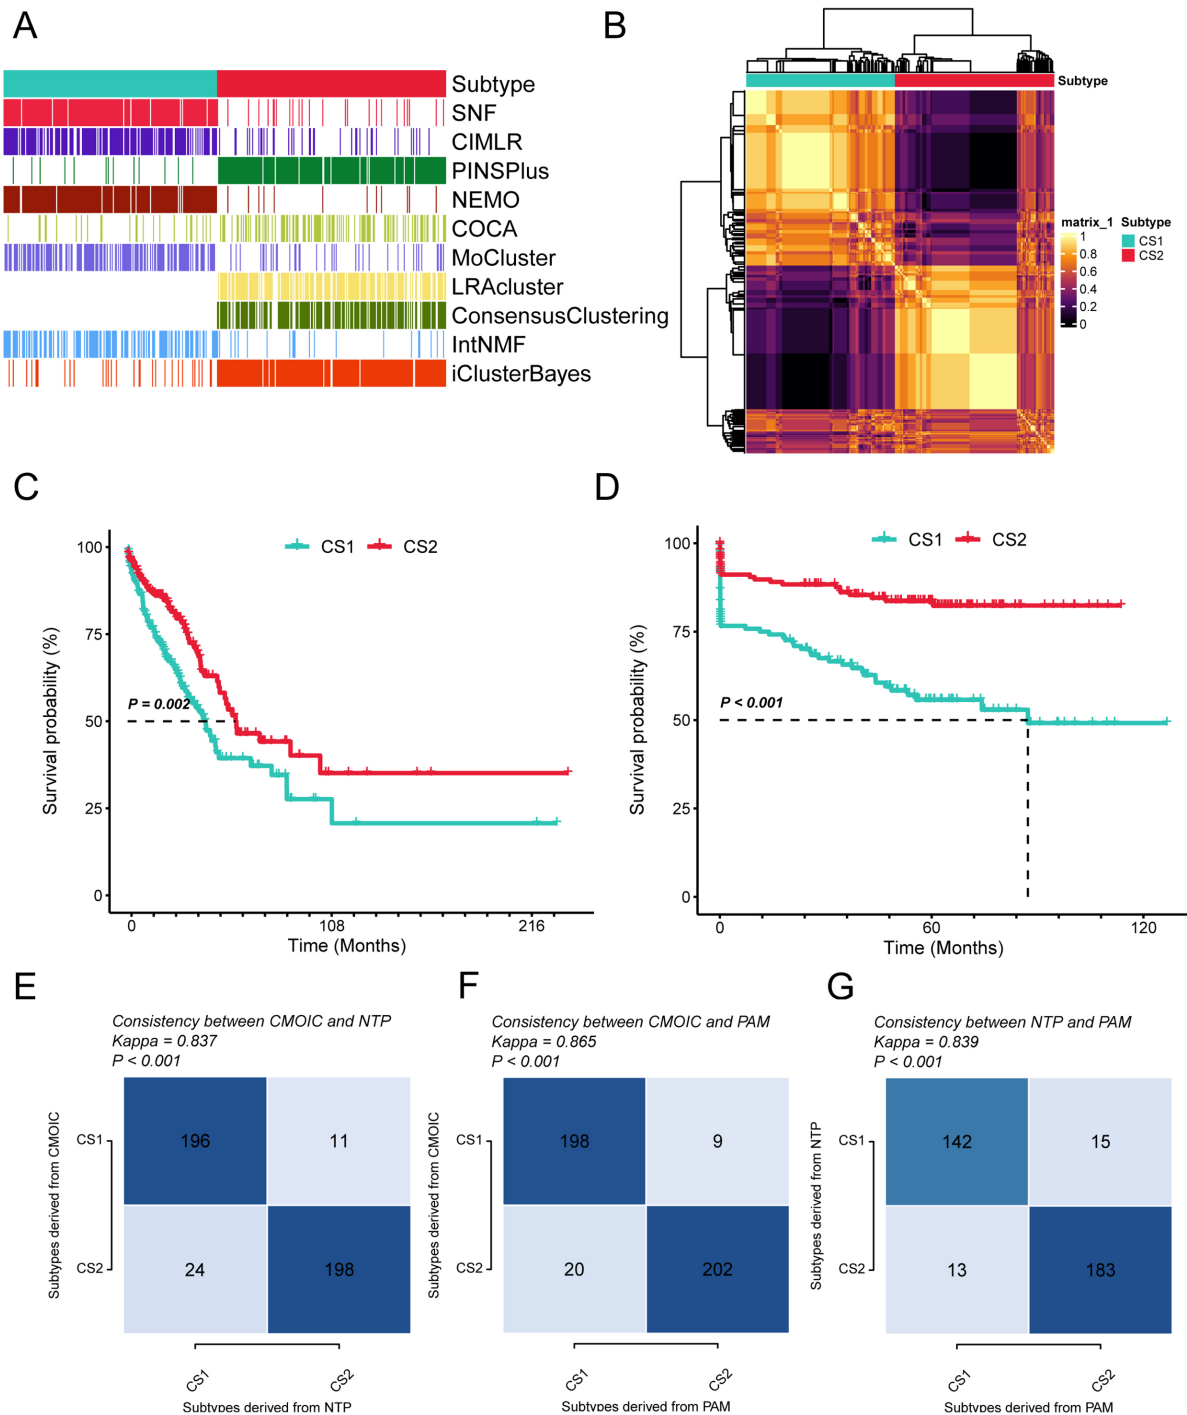 A
Subtype
SNF
CIMLR
PINSPlus
NEMO
COCA
MoCluster
LRAcluster
ConsensusClustering
IntNMF
iClusterBayes
B
Subtype
matrix_1
1
0.8
0.6
0.4
0.2
0
Subtype
CS1
CS2
C
CS1 CS2
Survival probability (%)
100
75
50
25
0
P = 0.002
0 108 216
Time (Months)
D
CS1 CS2
Survival probability (%)
100
75
50
25
0
P < 0.001
0 60 120
Time (Months)
E
Consistency between CMOIC and NTP
Kappa = 0.837
P < 0.001
Subtypes derived from CMOIC
CS1 196 11
CS2 24 198
CS1 CS2
Subtypes derived from NTP
F
Consistency between CMOIC and PAM
Kappa = 0.865
P < 0.001
Subtypes derived from CMOIC
CS1 198 9
CS2 20 202
CS1 CS2
Subtypes derived from PAM
G
Consistency between NTP and PAM
Kappa = 0.839
P < 0.001
Subtypes derived from NTP
CS1 142 15
CS2 13 183
CS1 CS2
Subtypes derived from PAM